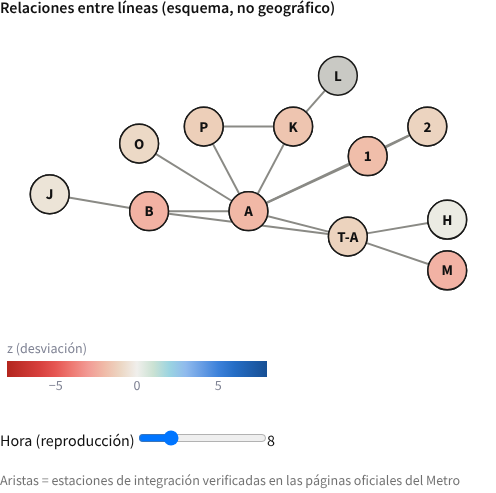 Relaciones entre líneas (esquema, no geográfico)
L
P
K
2
O
1
J
B
A
H
T-A
M
z (desviación)
−5
0
5
Hora (reproducción)
8
Aristas = estaciones de integración verificadas en las páginas oficiales del Metro